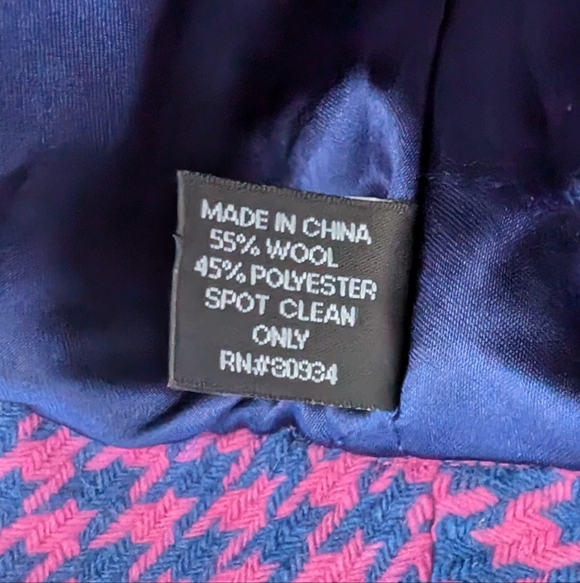 MADE IN CHINA
55% WOOL
45% POLYESTER
SPOT CLEAN
ONLY
RN#80934